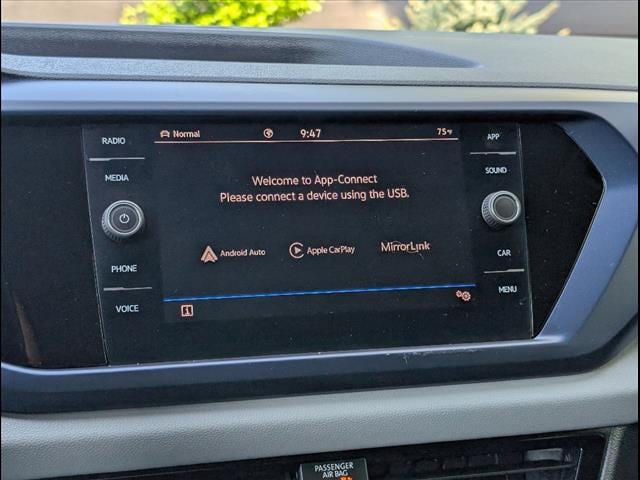 RADIO
MEDIA
PHONE
VOICE
Normal
9:47
75°F
Welcome to App-Connect
Please connect a device using the USB.
Android Auto
Apple CarPlay
MirrorLink
i
APP
SOUND
CAR
MENU
PASSENGER
AIR BAG